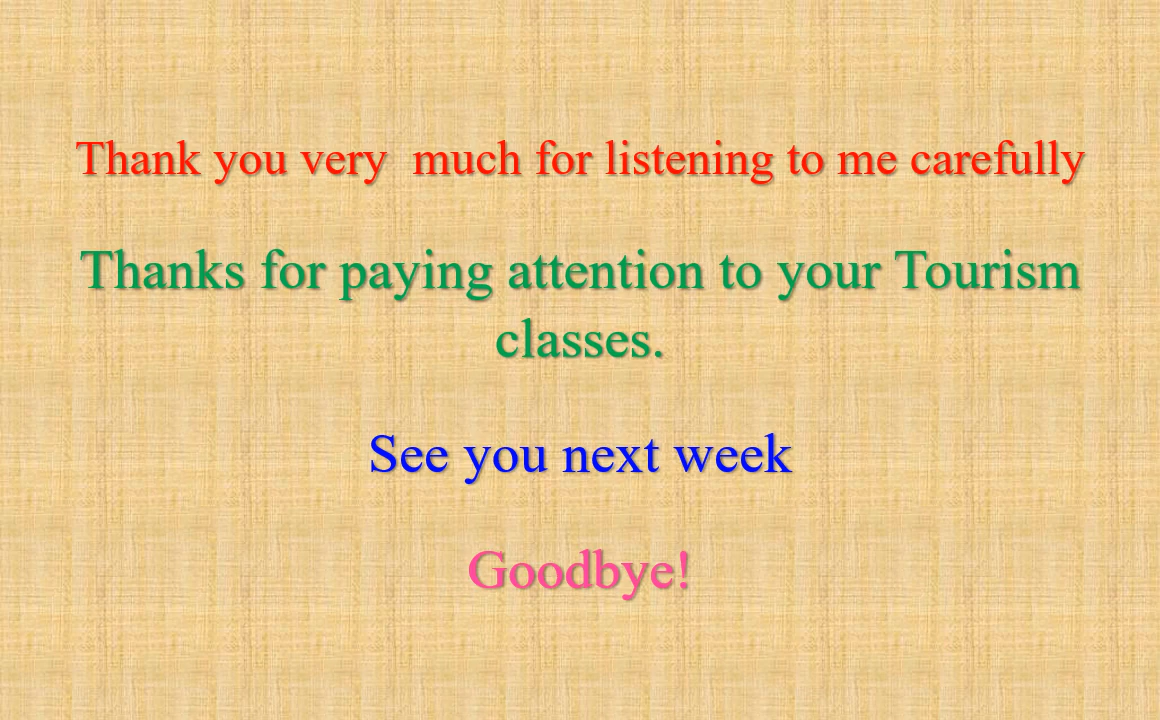 Thank you very  much for listening to me carefully
Thanks for paying attention to your Tourism
classes.
See you next week
Goodbye!